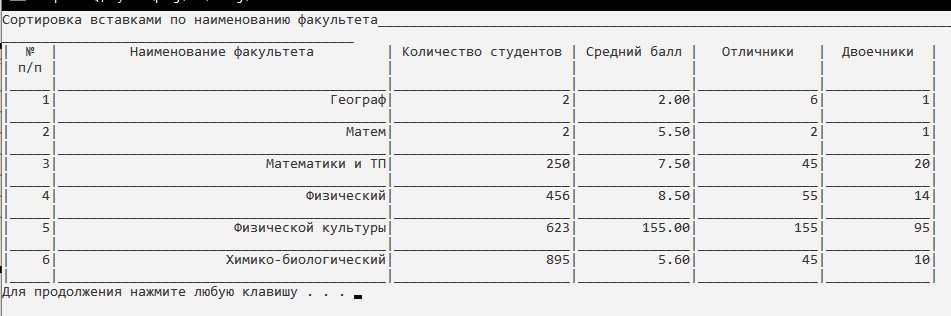 Сортировка вставками по наименованию факультета
№ п/п | Наименование факультета | Количество студентов | Средний балл | Отличники | Двоечники
1 | Географ | 2 | 2.00 | 6 | 1
2 | Матем | 2 | 5.50 | 2 | 1
3 | Математики и ТП | 250 | 7.50 | 45 | 20
4 | Физический | 456 | 8.50 | 55 | 14
5 | Физической культуры | 623 | 155.00 | 155 | 95
6 | Химико-биологический | 895 | 5.60 | 45 | 10
Для продолжения нажмите любую клавишу . . .